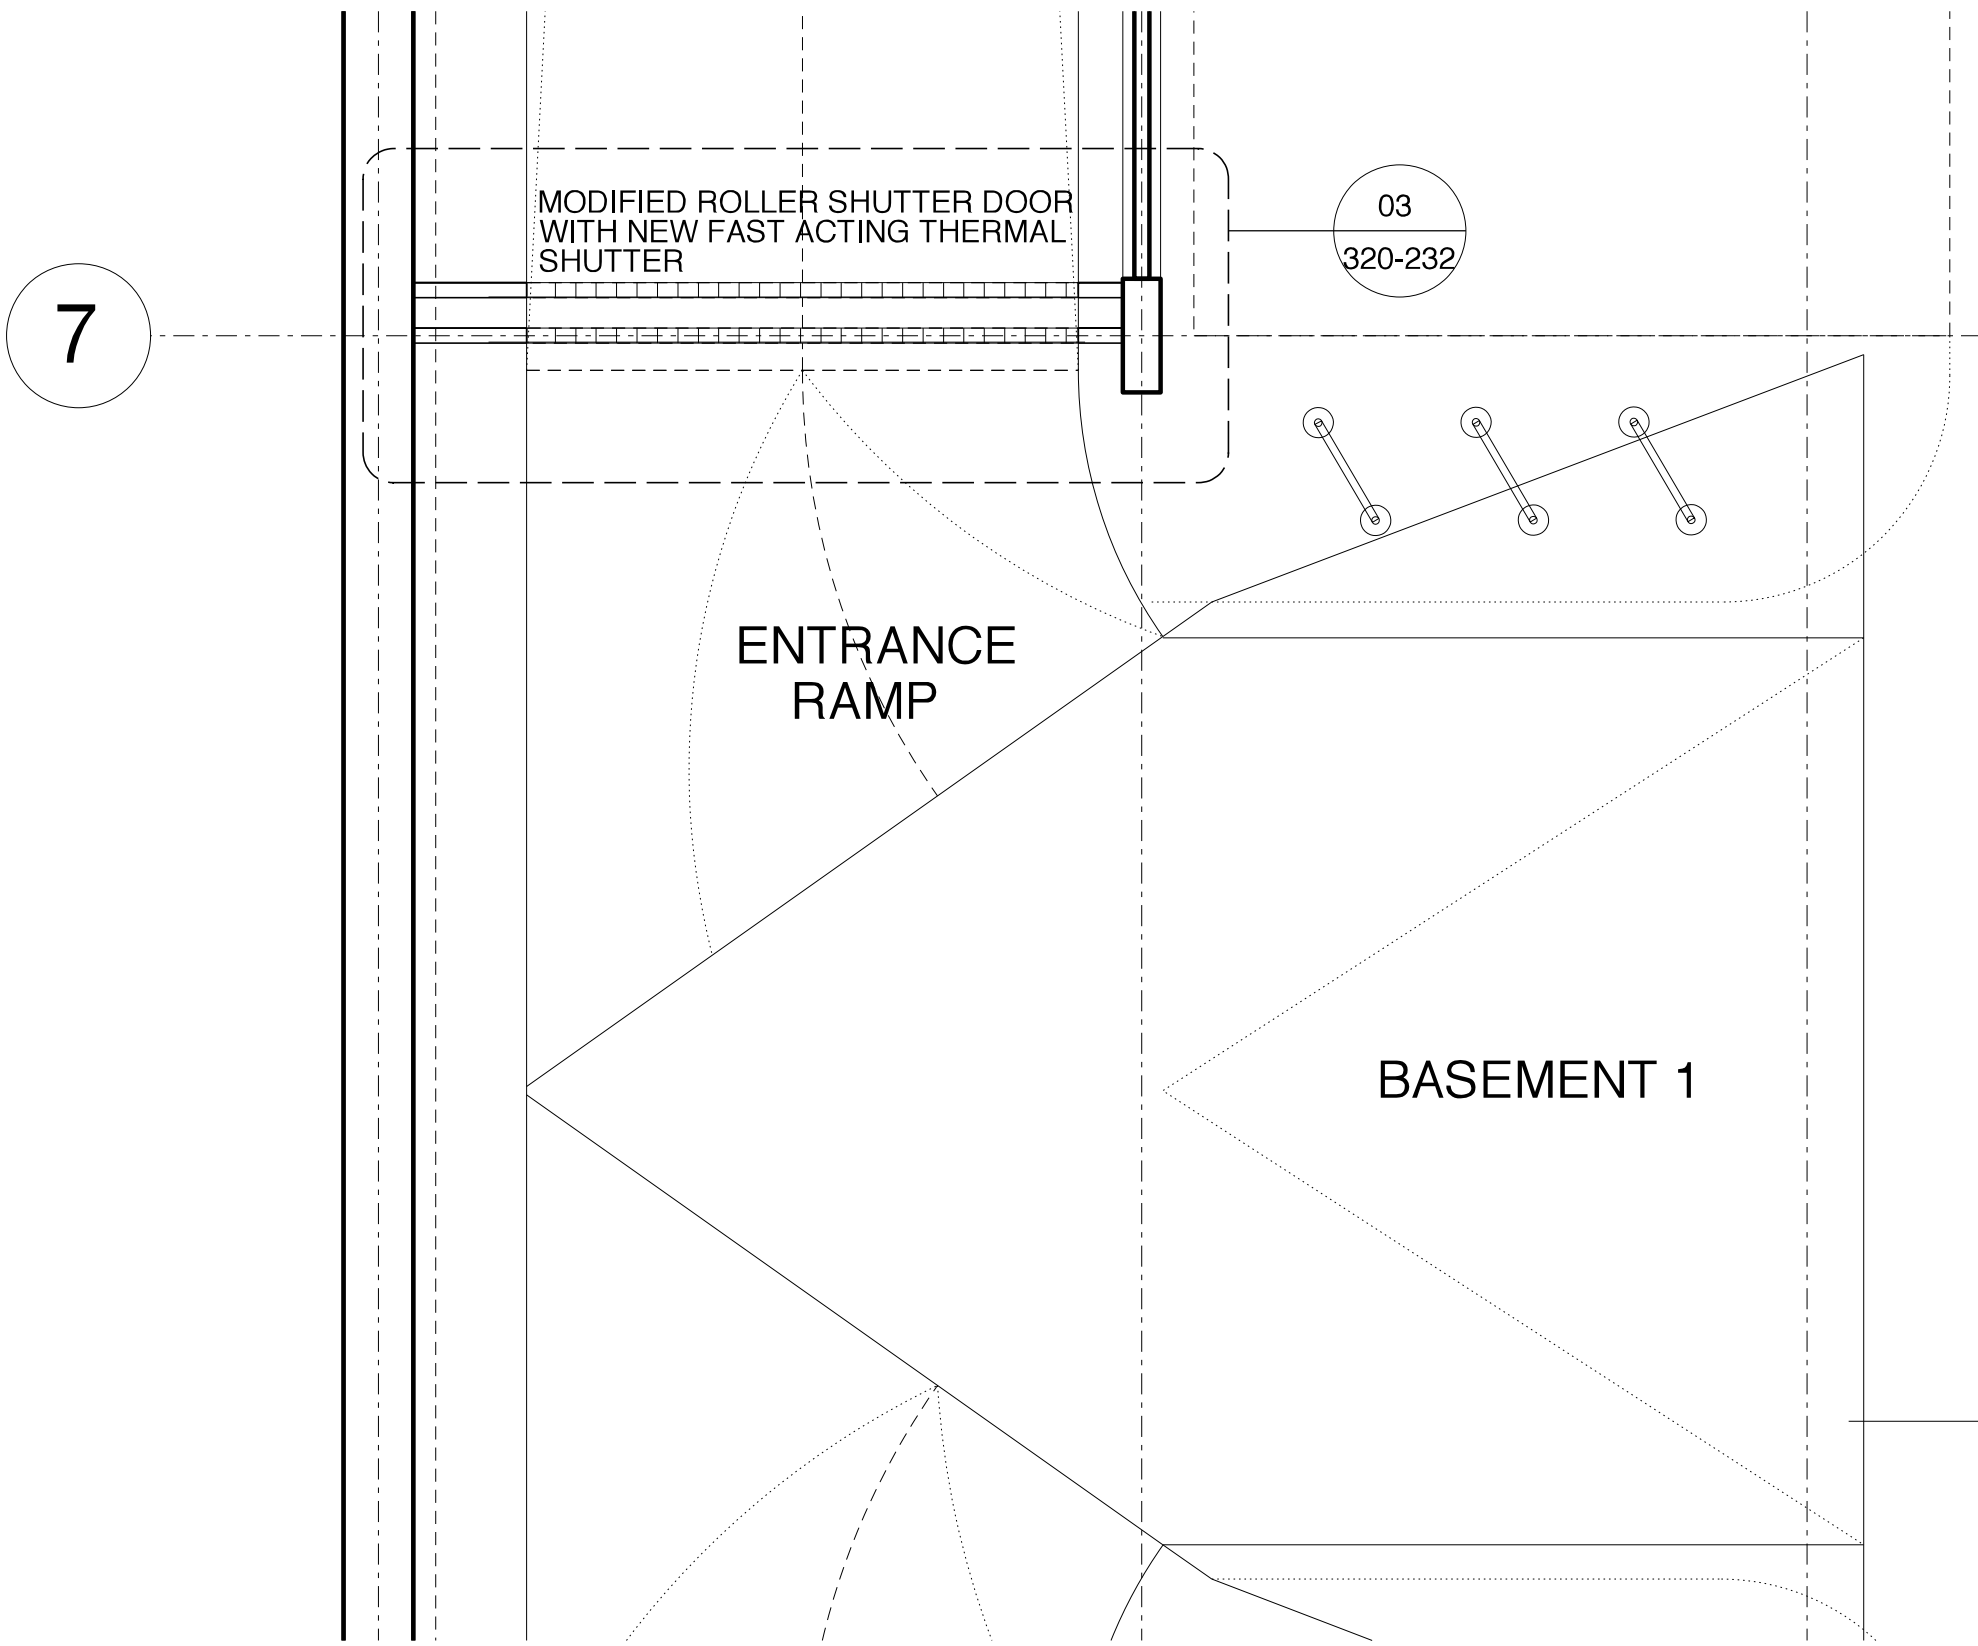 MODIFIED ROLLER SHUTTER DOOR
WITH NEW FAST ACTING THERMAL
SHUTTER
03
320-232
7
ENTRANCE
RAMP
BASEMENT 1